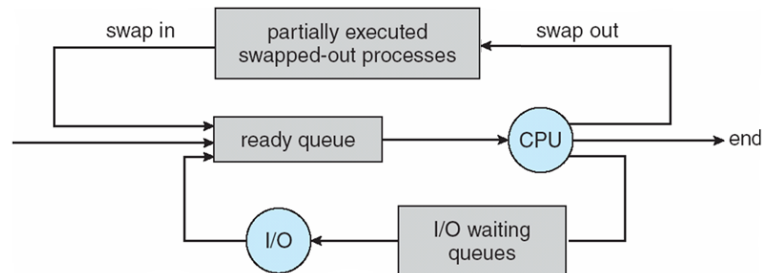 swap in
partially executed
swapped-out processes
swap out
ready queue
CPU
end
I/O
I/O waiting
queues